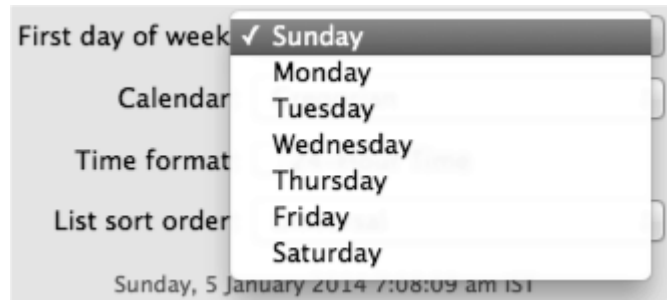 First day of week ✓ Sunday
Monday
Calendar
Tuesday
Wednesday
Time format
Time
Thursday
List sort order
Friday
Saturday
Sunday, 5 January 2014 7:08:09 am IST